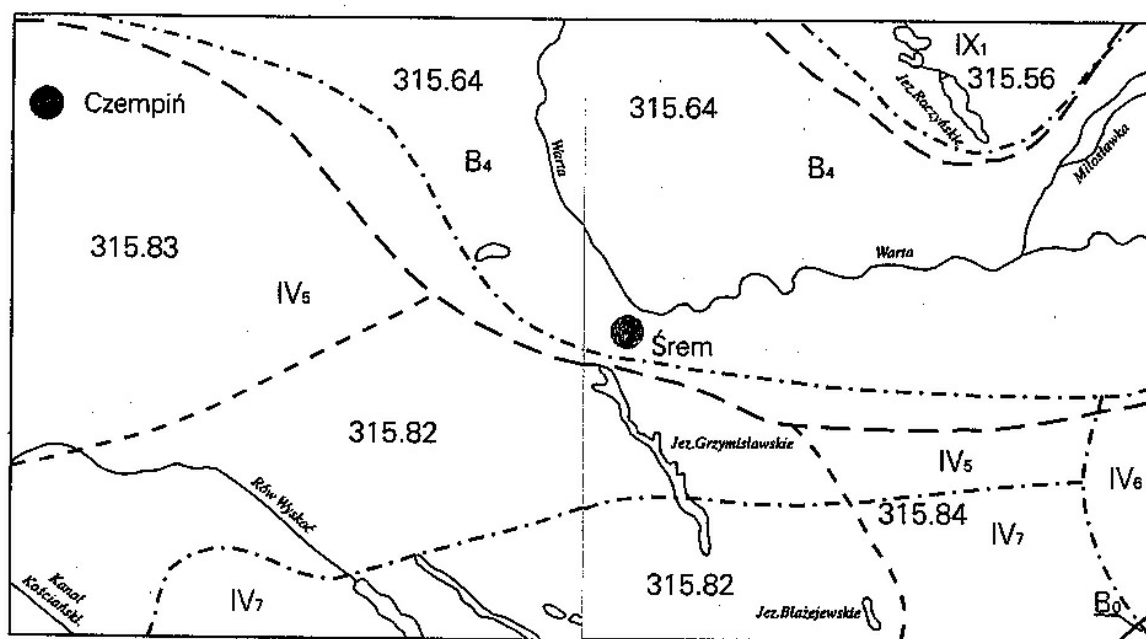 IX₁
315.64
315.56
315.64
Czempiń
Jez.Raczyńskie
Warta
B₄
B₄
Miłosławka
315.83
Warta
IV₅
Śrem
315.82
Jez.Grzymisławskie
IV₅
IV₆
Rów Wyskoć
315.84
IV₇
315.82
Kanał
Kościański.
IV₇
Jez.Błażejewskie
B₀